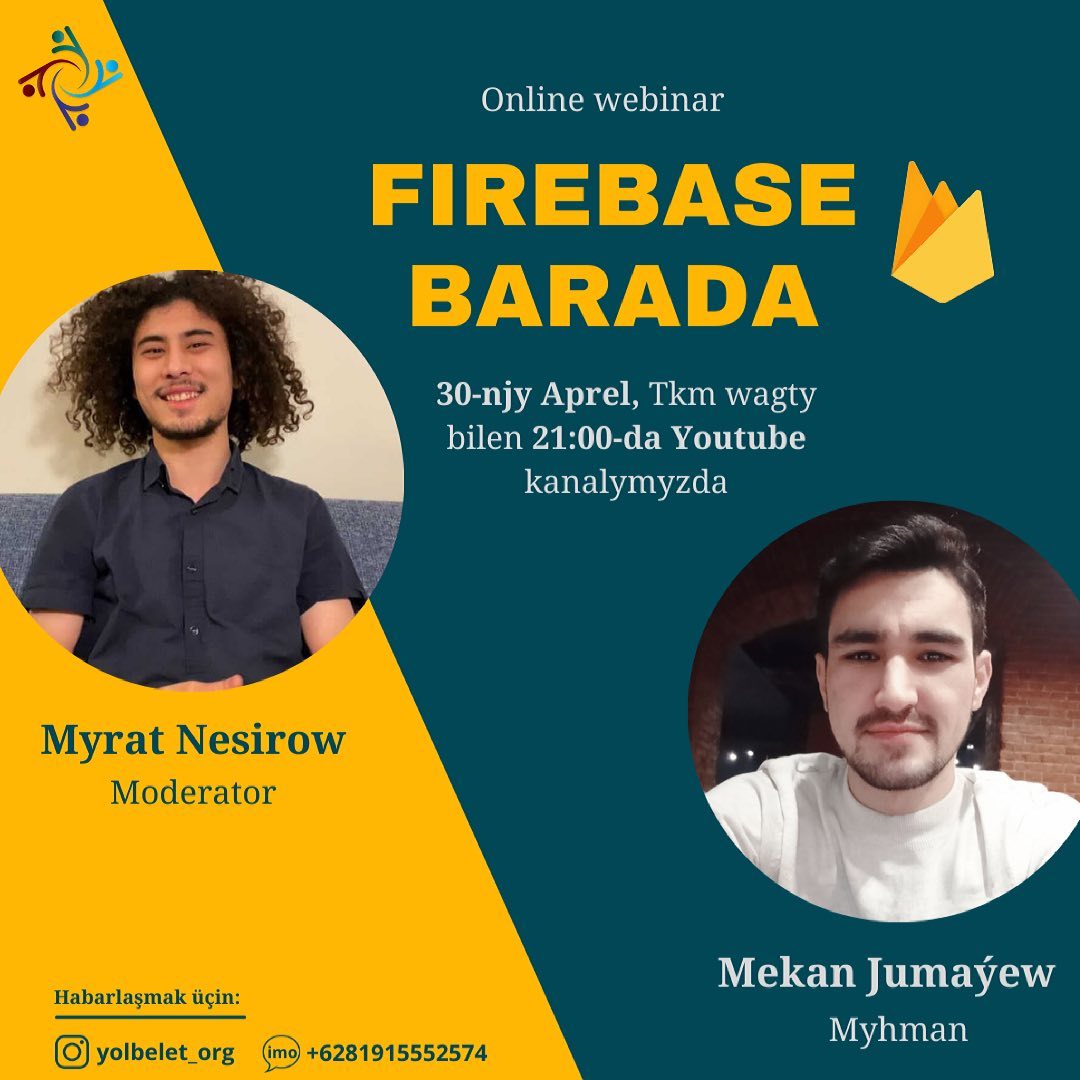 Online webinar
FIREBASE
BARADA
30-njy Aprel, Tkm wagty
bilen 21:00-da Youtube
kanalymyzda
Myrat Nesirow
Moderator
Mekan Jumaýew
Myhman
Habarlaşmak üçin:
yolbelet_org
imo +6281915552574